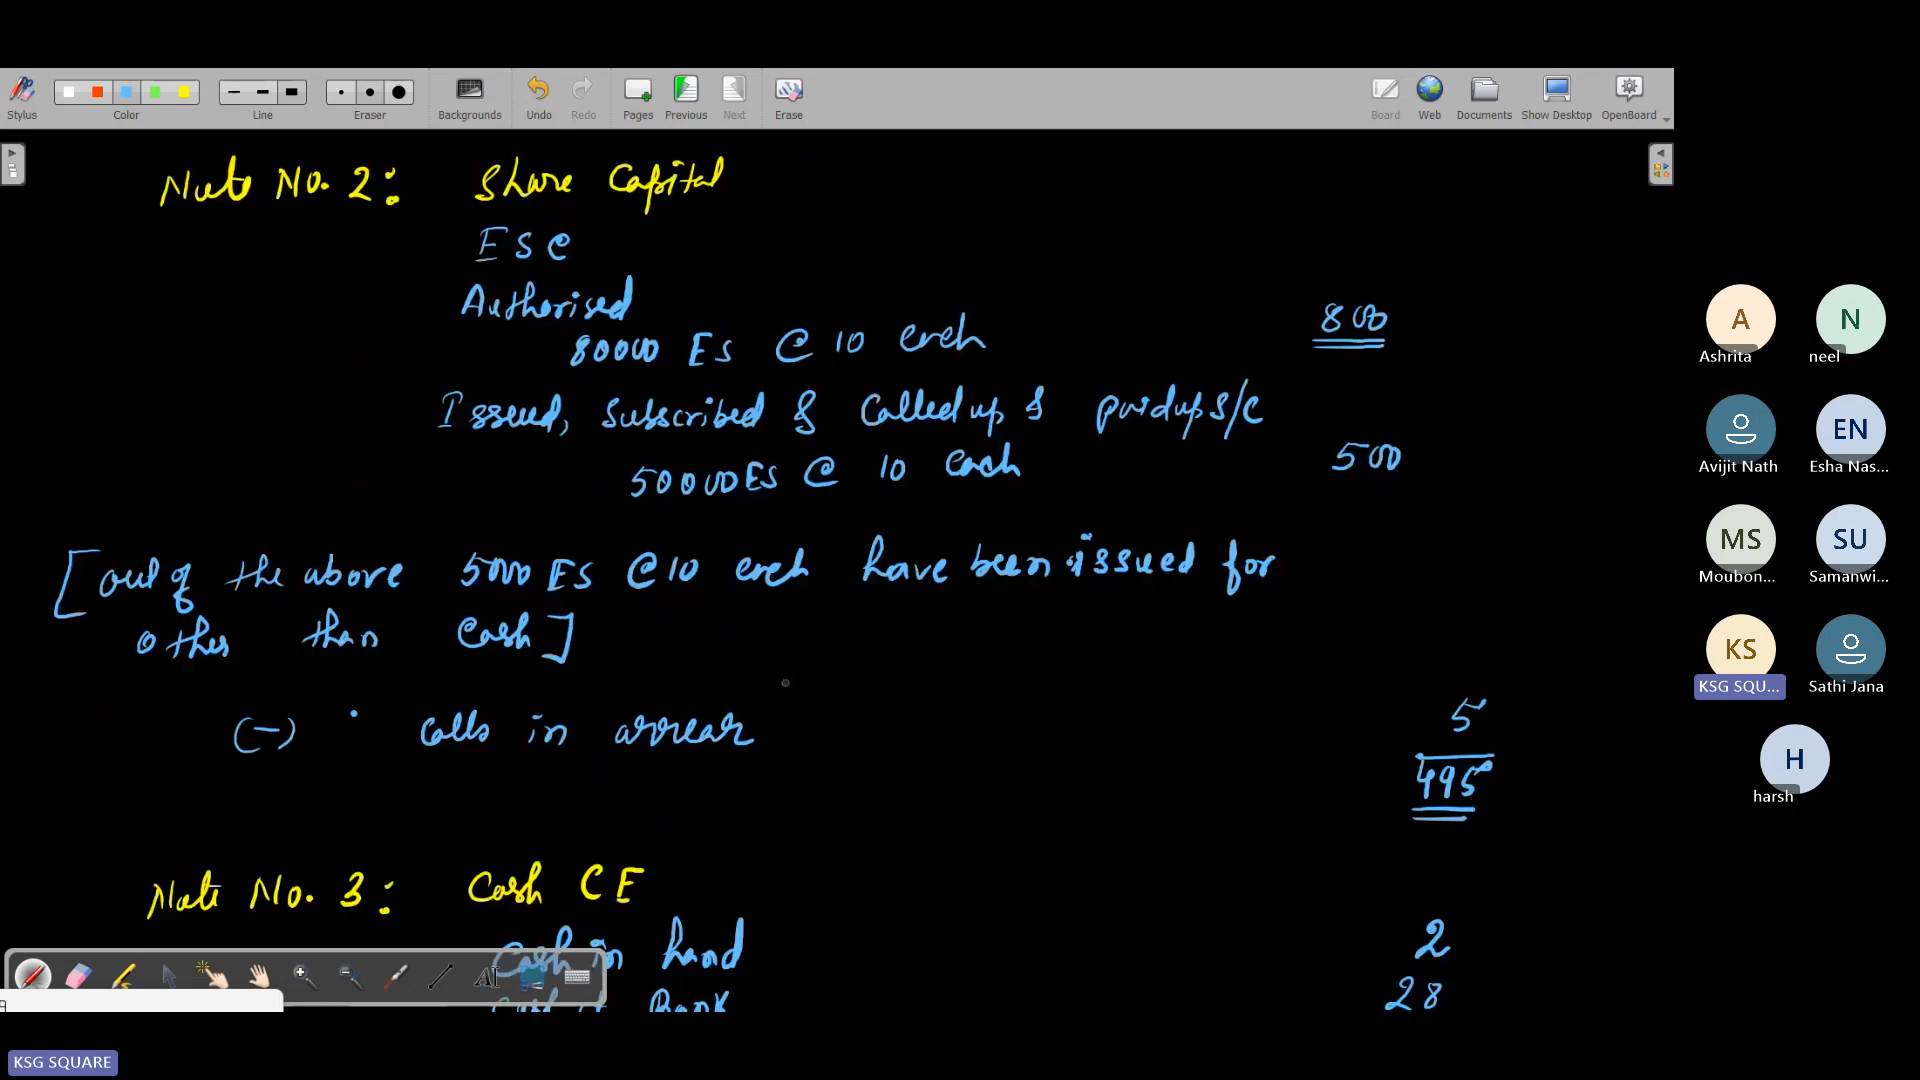 Stylus
Color
Line
Eraser
Backgrounds
Undo
Redo
Pages
Previous
Next
Erase
Board
Web
Documents
Show Desktop
OpenBoard
Note No. 2: Share Capital
ESC
Authorised
80000 ES @ 10 each 800
Issued, Subscribed & Called up & paid up S/C
50000 ES @ 10 each 500
[out of the above 5000 ES @ 10 each have been issued for
other than cash]
(-) Calls in arrear 5
495
Note No. 3: Cash CE
Cash in hand 2
Bank 28
A
Ashrita
N
neel
Avijit Nath
EN
Esha Nas...
MS
Moubon...
SU
Samanwi...
KS
KSG SQU...
Sathi Jana
H
harsh
KSG SQUARE